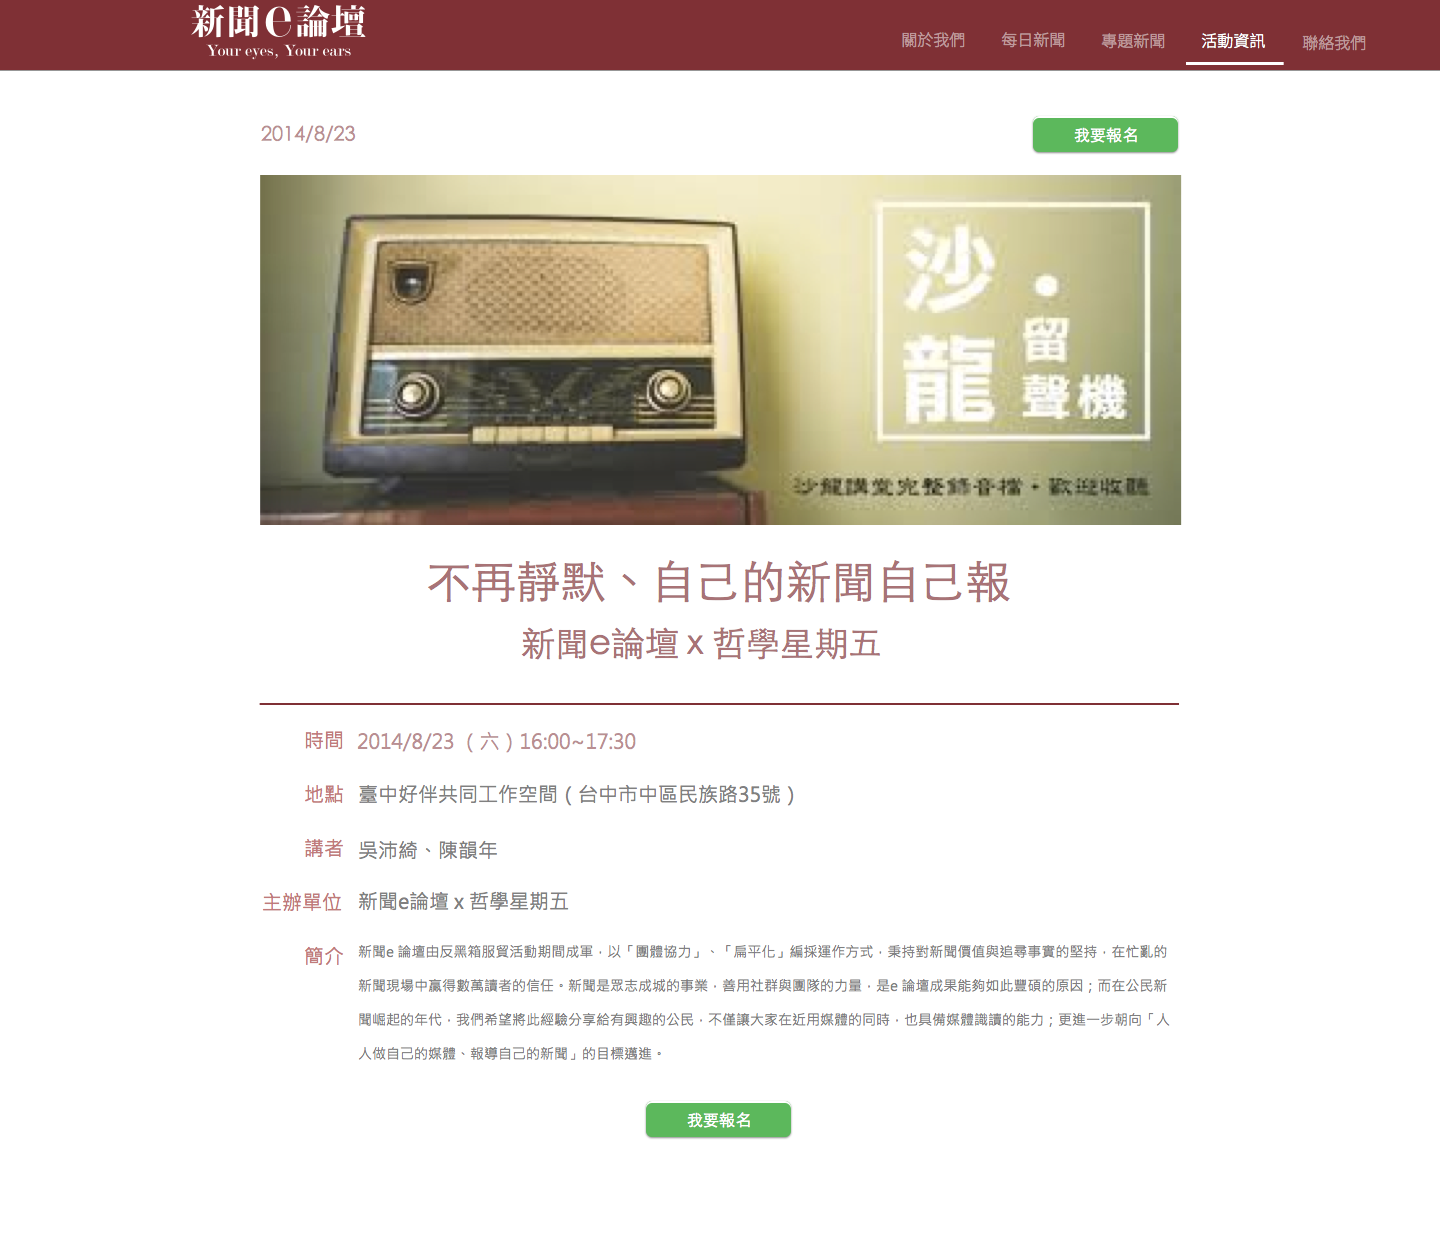 新聞e論壇
Your eyes, Your ears
關於我們
每日新聞
專題新聞
活動資訊
聯絡我們
2014/8/23
我要報名
沙龍・留聲機
沙龍講堂完整錄音檔・歡迎收聽
不再靜默、自己的新聞自己報
新聞e論壇 x 哲學星期五
時間 2014/8/23 （六）16:00~17:30
地點 臺中好伴共同工作空間（台中市中區民族路35號）
講者 吳沛綺、陳韻年
主辦單位 新聞e論壇 x 哲學星期五
簡介 新聞e 論壇由反黑箱服貿活動期間成軍，以「團體協力」、「扁平化」編採運作方式，秉持對新聞價值與追尋事實的堅持，在忙亂的
新聞現場中贏得數萬讀者的信任。新聞是眾志成城的事業，善用社群與團隊的力量，是e 論壇成果能夠如此豐碩的原因；而在公民新
聞崛起的年代，我們希望將此經驗分享給有興趣的公民，不僅讓大家在近用媒體的同時，也具備媒體識讀的能力；更進一步朝向「人
人做自己的媒體、報導自己的新聞」的目標邁進。
我要報名